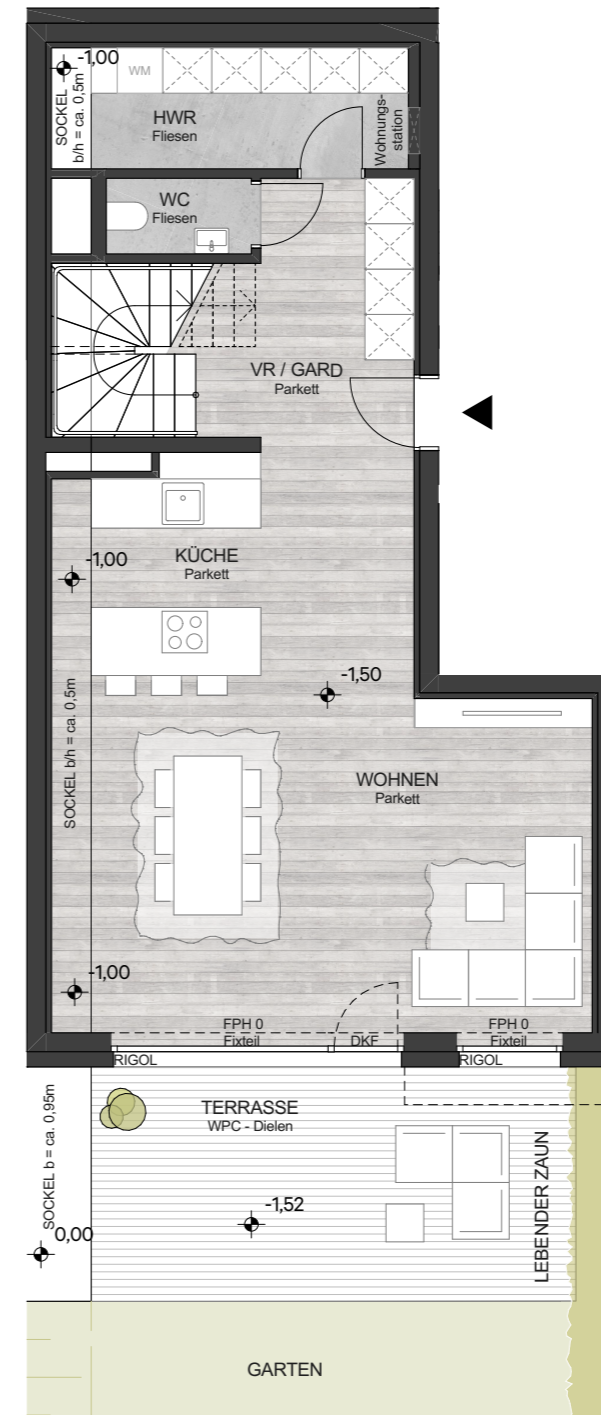 -1,00
WM
SOCKEL
b/h = ca. 0,5m
HWR
Fliesen
Wohnungs-
station
WC
Fliesen
VR / GARD
Parkett
-1,00
KÜCHE
Parkett
-1,50
SOCKEL b/h = ca. 0,5m
WOHNEN
Parkett
-1,00
FPH 0
Fixteil
DKF
FPH 0
Fixteil
RIGOL
RIGOL
TERRASSE
WPC - Dielen
SOCKEL b = ca. 0,95m
-1,52
0,00
LEBENDER ZAUN
GARTEN